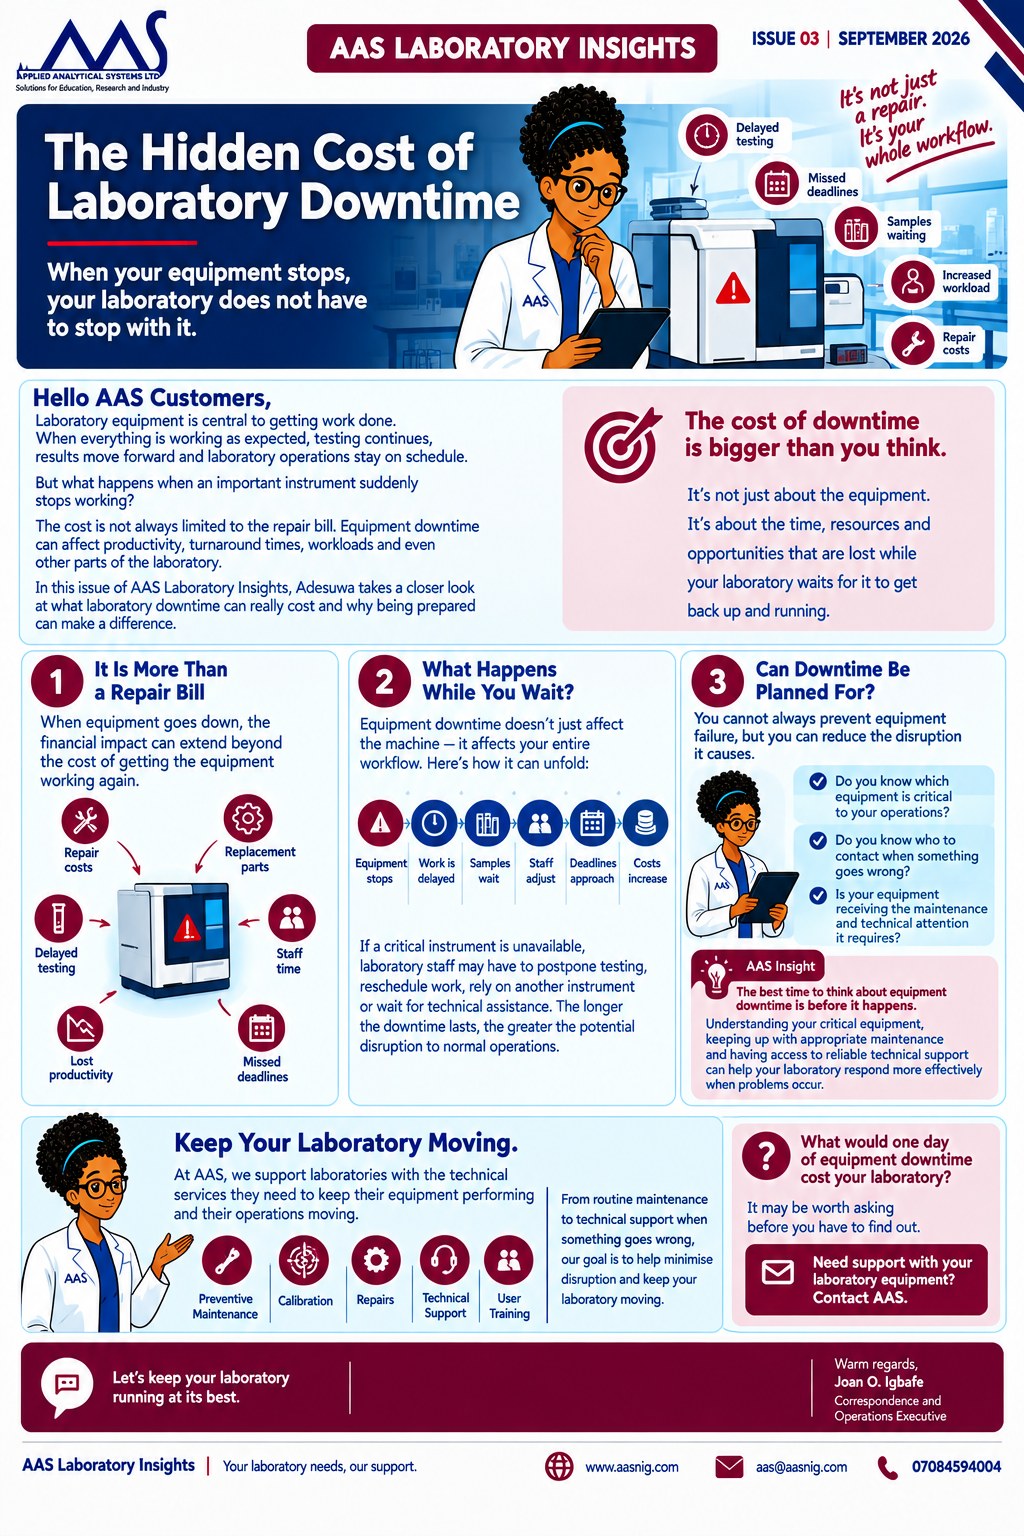 AAS
APPLIED ANALYTICAL SYSTEMS LTD
Solutions for Education, Research and Industry
AAS LABORATORY INSIGHTS
ISSUE 03 | SEPTEMBER 2026
It's not just
a repair.
It's your
whole workflow.
The Hidden Cost of
Laboratory Downtime
When your equipment stops,
your laboratory does not have
to stop with it.
AAS
Delayed
testing
Missed
deadlines
Samples
waiting
Increased
workload
Repair
costs
Hello AAS Customers,
Laboratory equipment is central to getting work done.
When everything is working as expected, testing continues,
results move forward and laboratory operations stay on schedule.
But what happens when an important instrument suddenly
stops working?
The cost is not always limited to the repair bill. Equipment downtime
can affect productivity, turnaround times, workloads and even
other parts of the laboratory.
In this issue of AAS Laboratory Insights, Adesuwa takes a closer look
at what laboratory downtime can really cost and why being prepared
can make a difference.
The cost of downtime
is bigger than you think.
It's not just about the equipment.
It's about the time, resources and
opportunities that are lost while
your laboratory waits for it to get
back up and running.
1
It Is More Than
a Repair Bill
When equipment goes down, the
financial impact can extend beyond
the cost of getting the equipment
working again.
Repair
costs
Replacement
parts
Delayed
testing
Staff
time
Lost
productivity
Missed
deadlines
2
What Happens
While You Wait?
Equipment downtime doesn't just affect
the machine — it affects your entire
workflow. Here's how it can unfold:
Equipment
stops
Work is
delayed
Samples
wait
Staff
adjust
Deadlines
approach
Costs
increase
If a critical instrument is unavailable,
laboratory staff may have to postpone testing,
reschedule work, rely on another instrument
or wait for technical assistance. The longer
the downtime lasts, the greater the potential
disruption to normal operations.
3
Can Downtime Be
Planned For?
You cannot always prevent equipment
failure, but you can reduce the disruption
it causes.
AAS
Do you know which
equipment is critical
to your operations?
Do you know who to
contact when something
goes wrong?
Is your equipment
receiving the maintenance
and technical attention
it requires?
AAS Insight
The best time to think about equipment
downtime is before it happens.
Understanding your critical equipment,
keeping up with appropriate maintenance
and having access to reliable technical support
can help your laboratory respond more effectively
when problems occur.
AAS
Keep Your Laboratory Moving.
At AAS, we support laboratories with the technical
services they need to keep their equipment performing
and their operations moving.
Preventive
Maintenance
Calibration
Repairs
Technical
Support
User
Training
From routine maintenance
to technical support when
something goes wrong,
our goal is to help minimise
disruption and keep your
laboratory moving.
?
What would one day
of equipment downtime
cost your laboratory?
It may be worth asking
before you have to find out.
Need support with your
laboratory equipment?
Contact AAS.
Let's keep your laboratory
running at its best.
Warm regards,
Joan O. Igbafe
Correspondence and
Operations Executive
AAS Laboratory Insights | Your laboratory needs, our support.
www.aasnig.com
aas@aasnig.com
07084594004